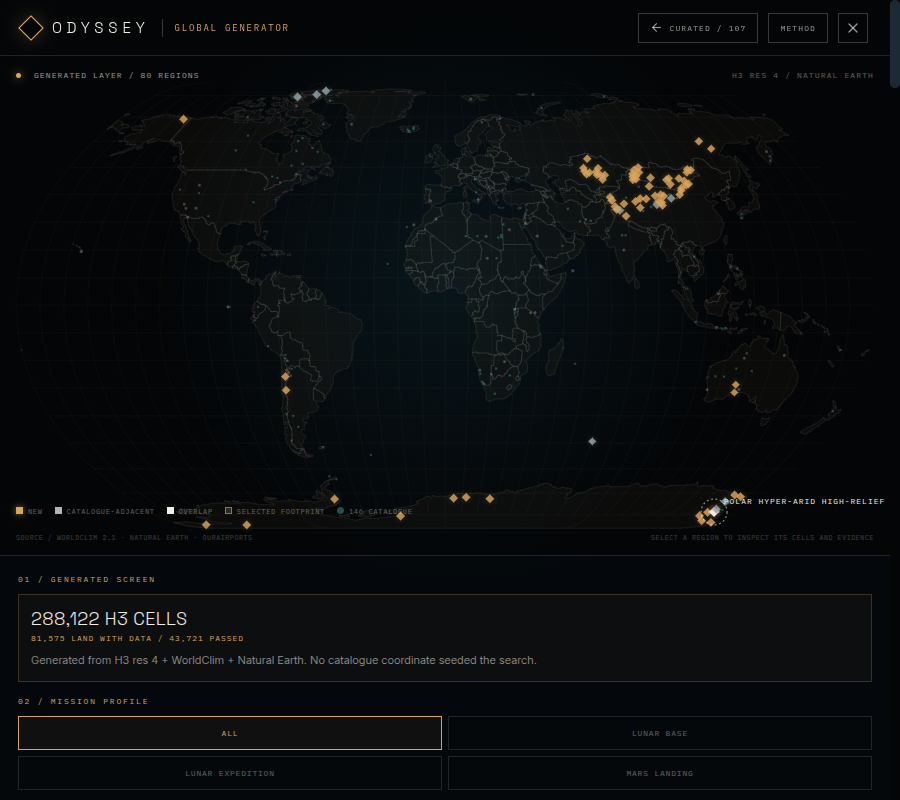 ODYSSEY
GLOBAL GENERATOR
← CURATED / 107
METHOD
GENERATED LAYER / 80 REGIONS
H3 RES 4 / NATURAL EARTH
POLAR HYPER-ARID HIGH-RELIEF
NEW
CATALOGUE-ADJACENT
OVERLAP
SELECTED FOOTPRINT
146 CATALOGUE
SOURCE / WORLDCLIM 2.1 · NATURAL EARTH · OURAIRPORTS
SELECT A REGION TO INSPECT ITS CELLS AND EVIDENCE
01 / GENERATED SCREEN
288,122 H3 CELLS
81,575 LAND WITH DATA / 43,721 PASSED
Generated from H3 res 4 + WorldClim + Natural Earth. No catalogue coordinate seeded the search.
02 / MISSION PROFILE
ALL
LUNAR BASE
LUNAR EXPEDITION
MARS LANDING